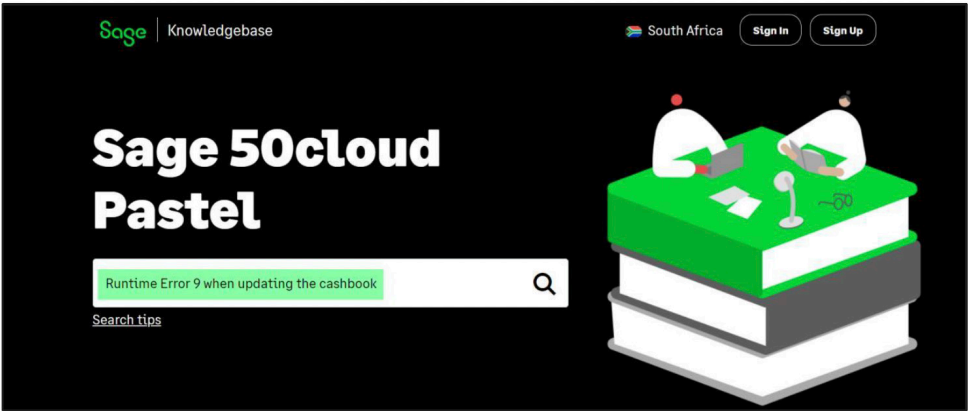 Sage
Knowledgebase
South Africa
Sign In
Sign Up
Sage 50cloud
Pastel
Runtime Error 9 when updating the cashbook
Search tips